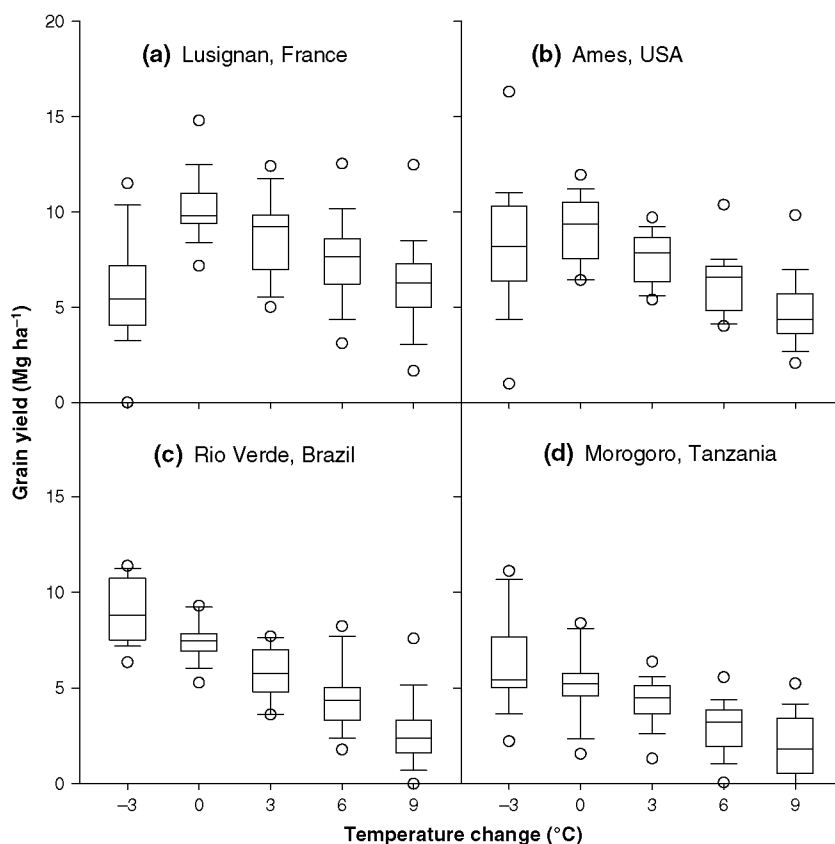 20
15
10
5
0
(a) Lusignan, France
(b) Ames, USA
15
10
5
0
(c) Rio Verde, Brazil
(d) Morogoro, Tanzania
Grain yield (Mg ha⁻¹)
–3 0 3 6 9 –3 0 3 6 9
Temperature change (°C)